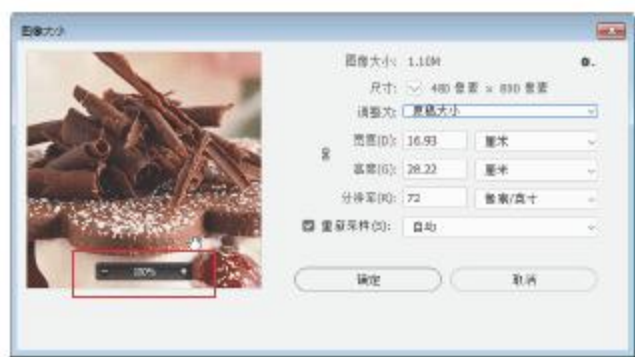 图像大小
图像大小: 1.10M
尺寸: 480 像素 × 800 像素
调整为: 原稿大小
宽度(D): 16.93 厘米
高度(G): 28.22 厘米
分辨率(R): 72 像素/英寸
重新采样(S): 自动
100%
确定 取消